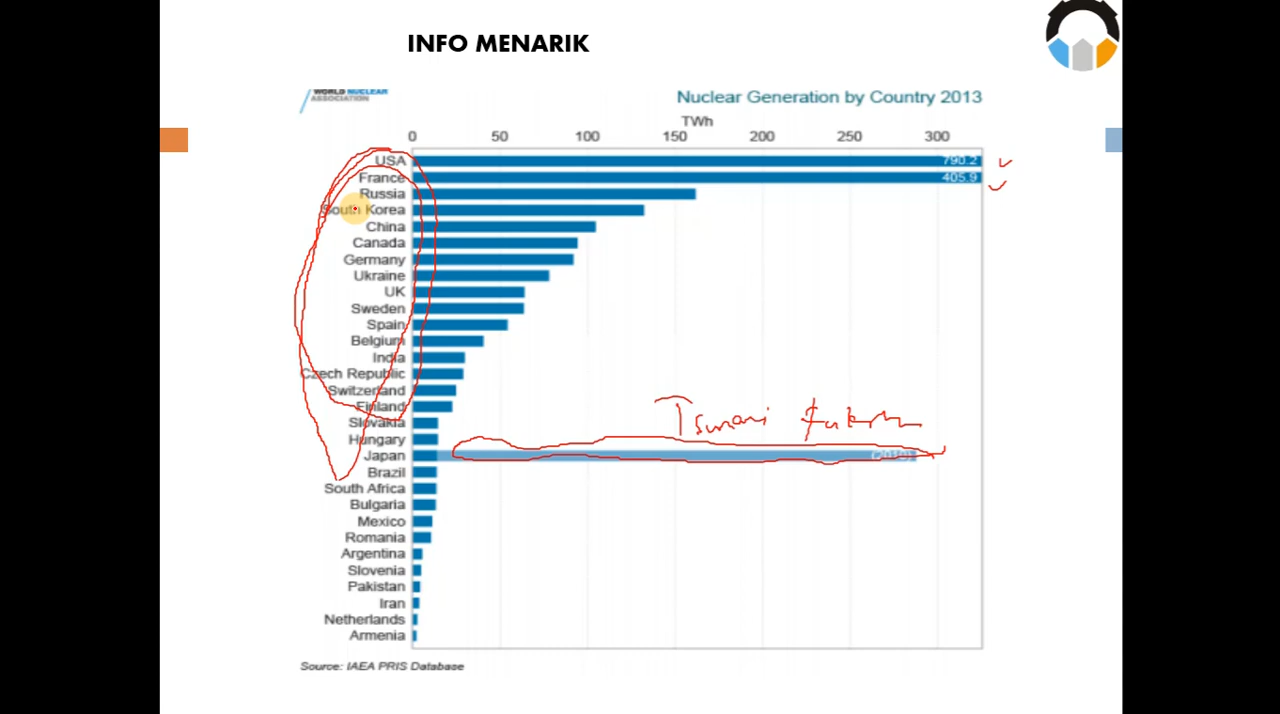 INFO MENARIK
WORLD NUCLEAR
ASSOCIATION
Nuclear Generation by Country 2013
TWh
0 50 100 150 200 250 300
USA 790.2
France 405.9
Russia
South Korea
China
Canada
Germany
Ukraine
UK
Sweden
Spain
Belgium
India
Czech Republic
Switzerland
Finland
Slovakia
Tsunami
Hungary
Japan (2010)
Brazil
South Africa
Bulgaria
Mexico
Romania
Argentina
Slovenia
Pakistan
Iran
Netherlands
Armenia
Source: IAEA PRIS Database